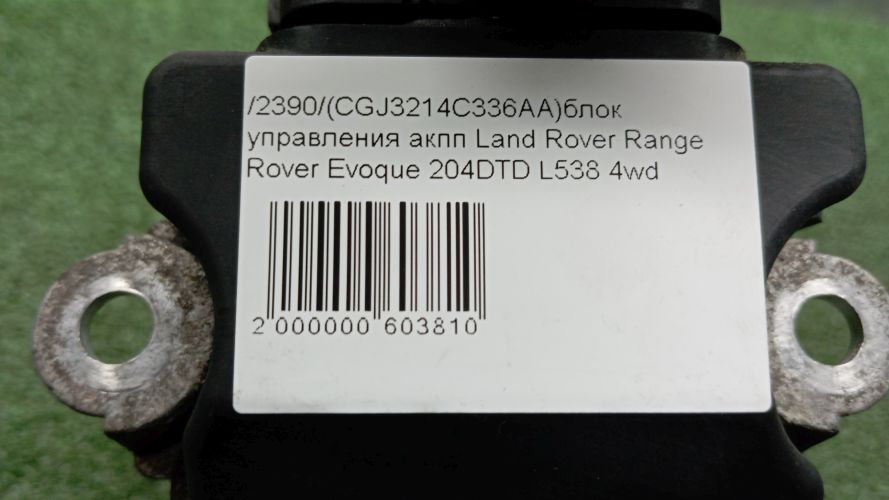 /2390/(CGJ3214C336AA)блок
управления акпп Land Rover Range
Rover Evoque 204DTD L538 4wd
2 000000 603810